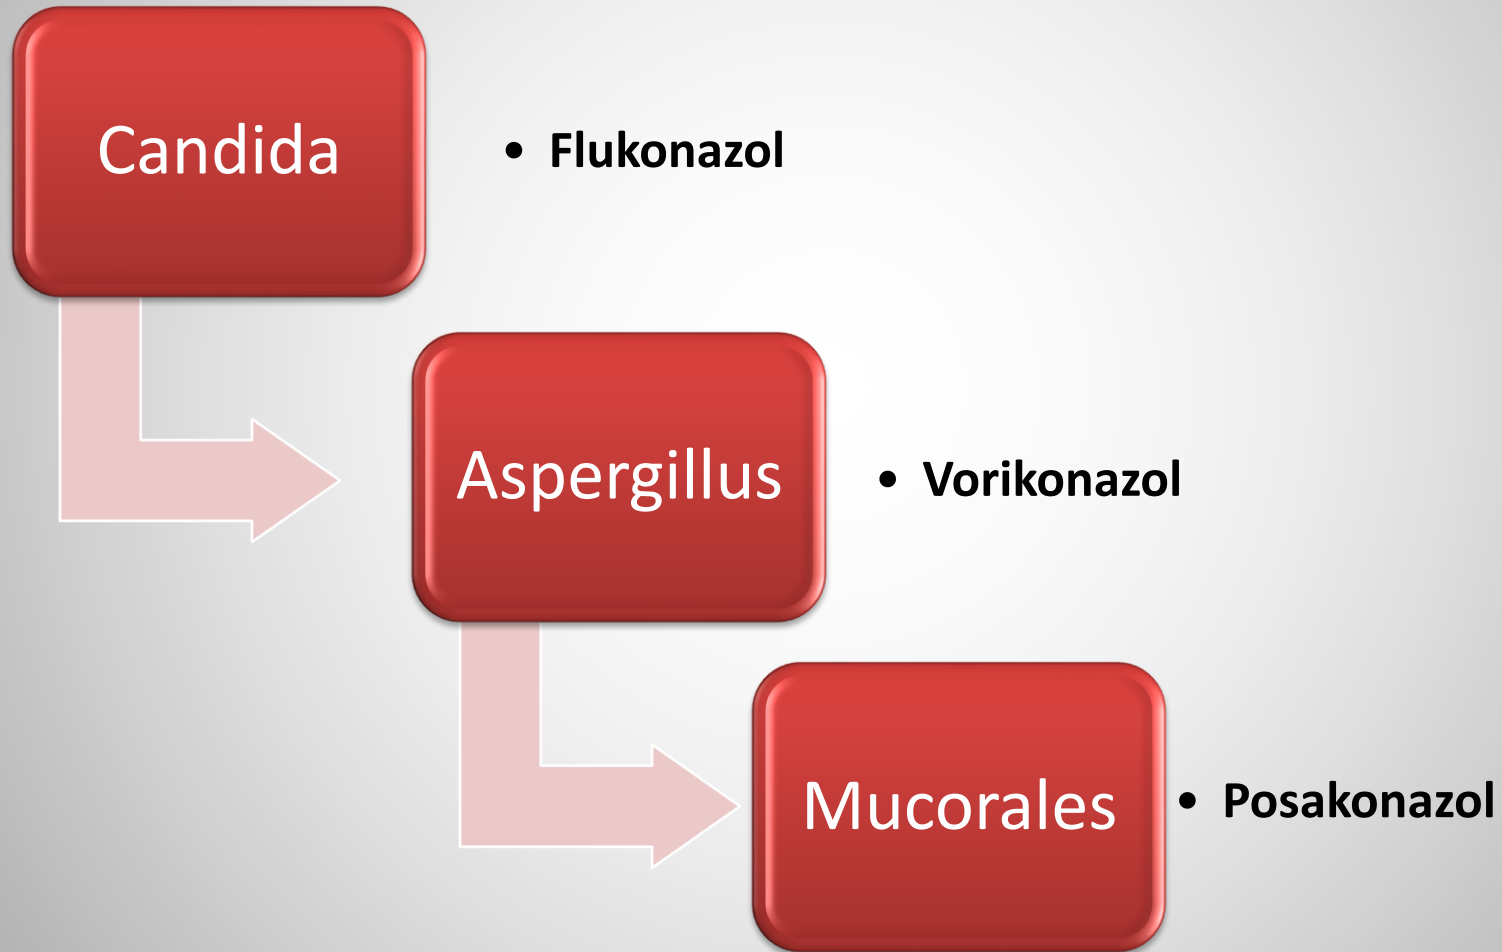 Candida
• Flukonazol
Aspergillus
• Vorikonazol
Mucorales
• Posakonazol